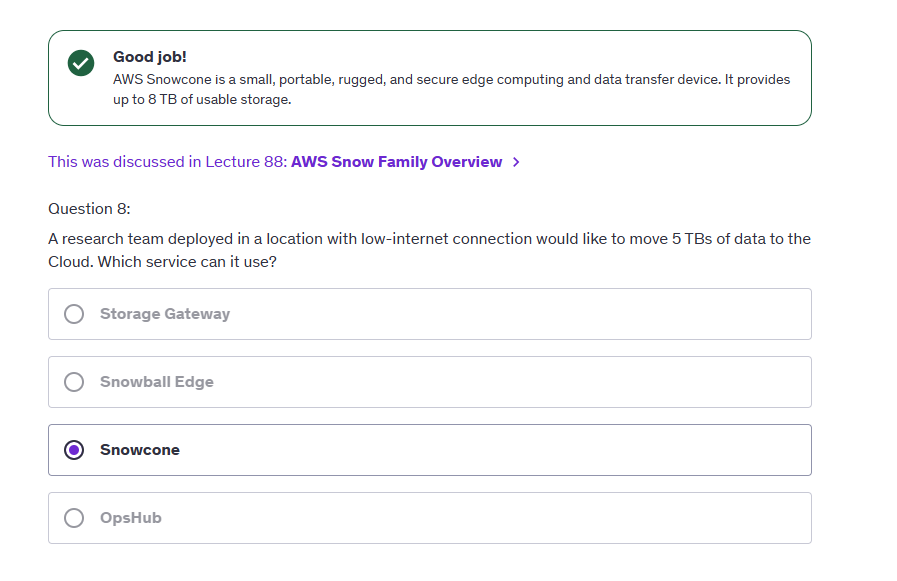 Good job!
AWS Snowcone is a small, portable, rugged, and secure edge computing and data transfer device. It provides
up to 8 TB of usable storage.
This was discussed in Lecture 88: AWS Snow Family Overview
Question 8:
A research team deployed in a location with low-internet connection would like to move 5 TBs of data to the
Cloud. Which service can it use?
Storage Gateway
Snowball Edge
Snowcone
OpsHub